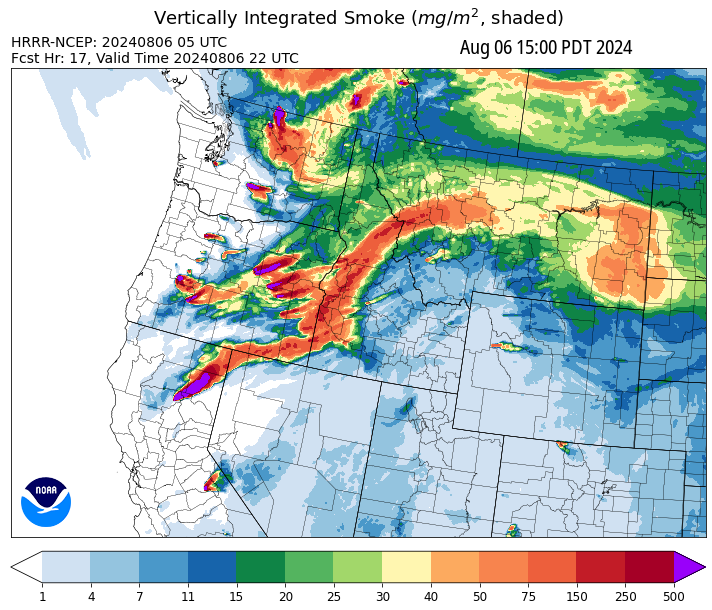 Vertically Integrated Smoke (mg/m², shaded)
HRRR-NCEP: 20240806 05 UTC
Fcst Hr: 17, Valid Time 20240806 22 UTC
Aug 06 15:00 PDT 2024
NOAA
1 4 7 11 15 20 25 30 40 50 75 150 250 500